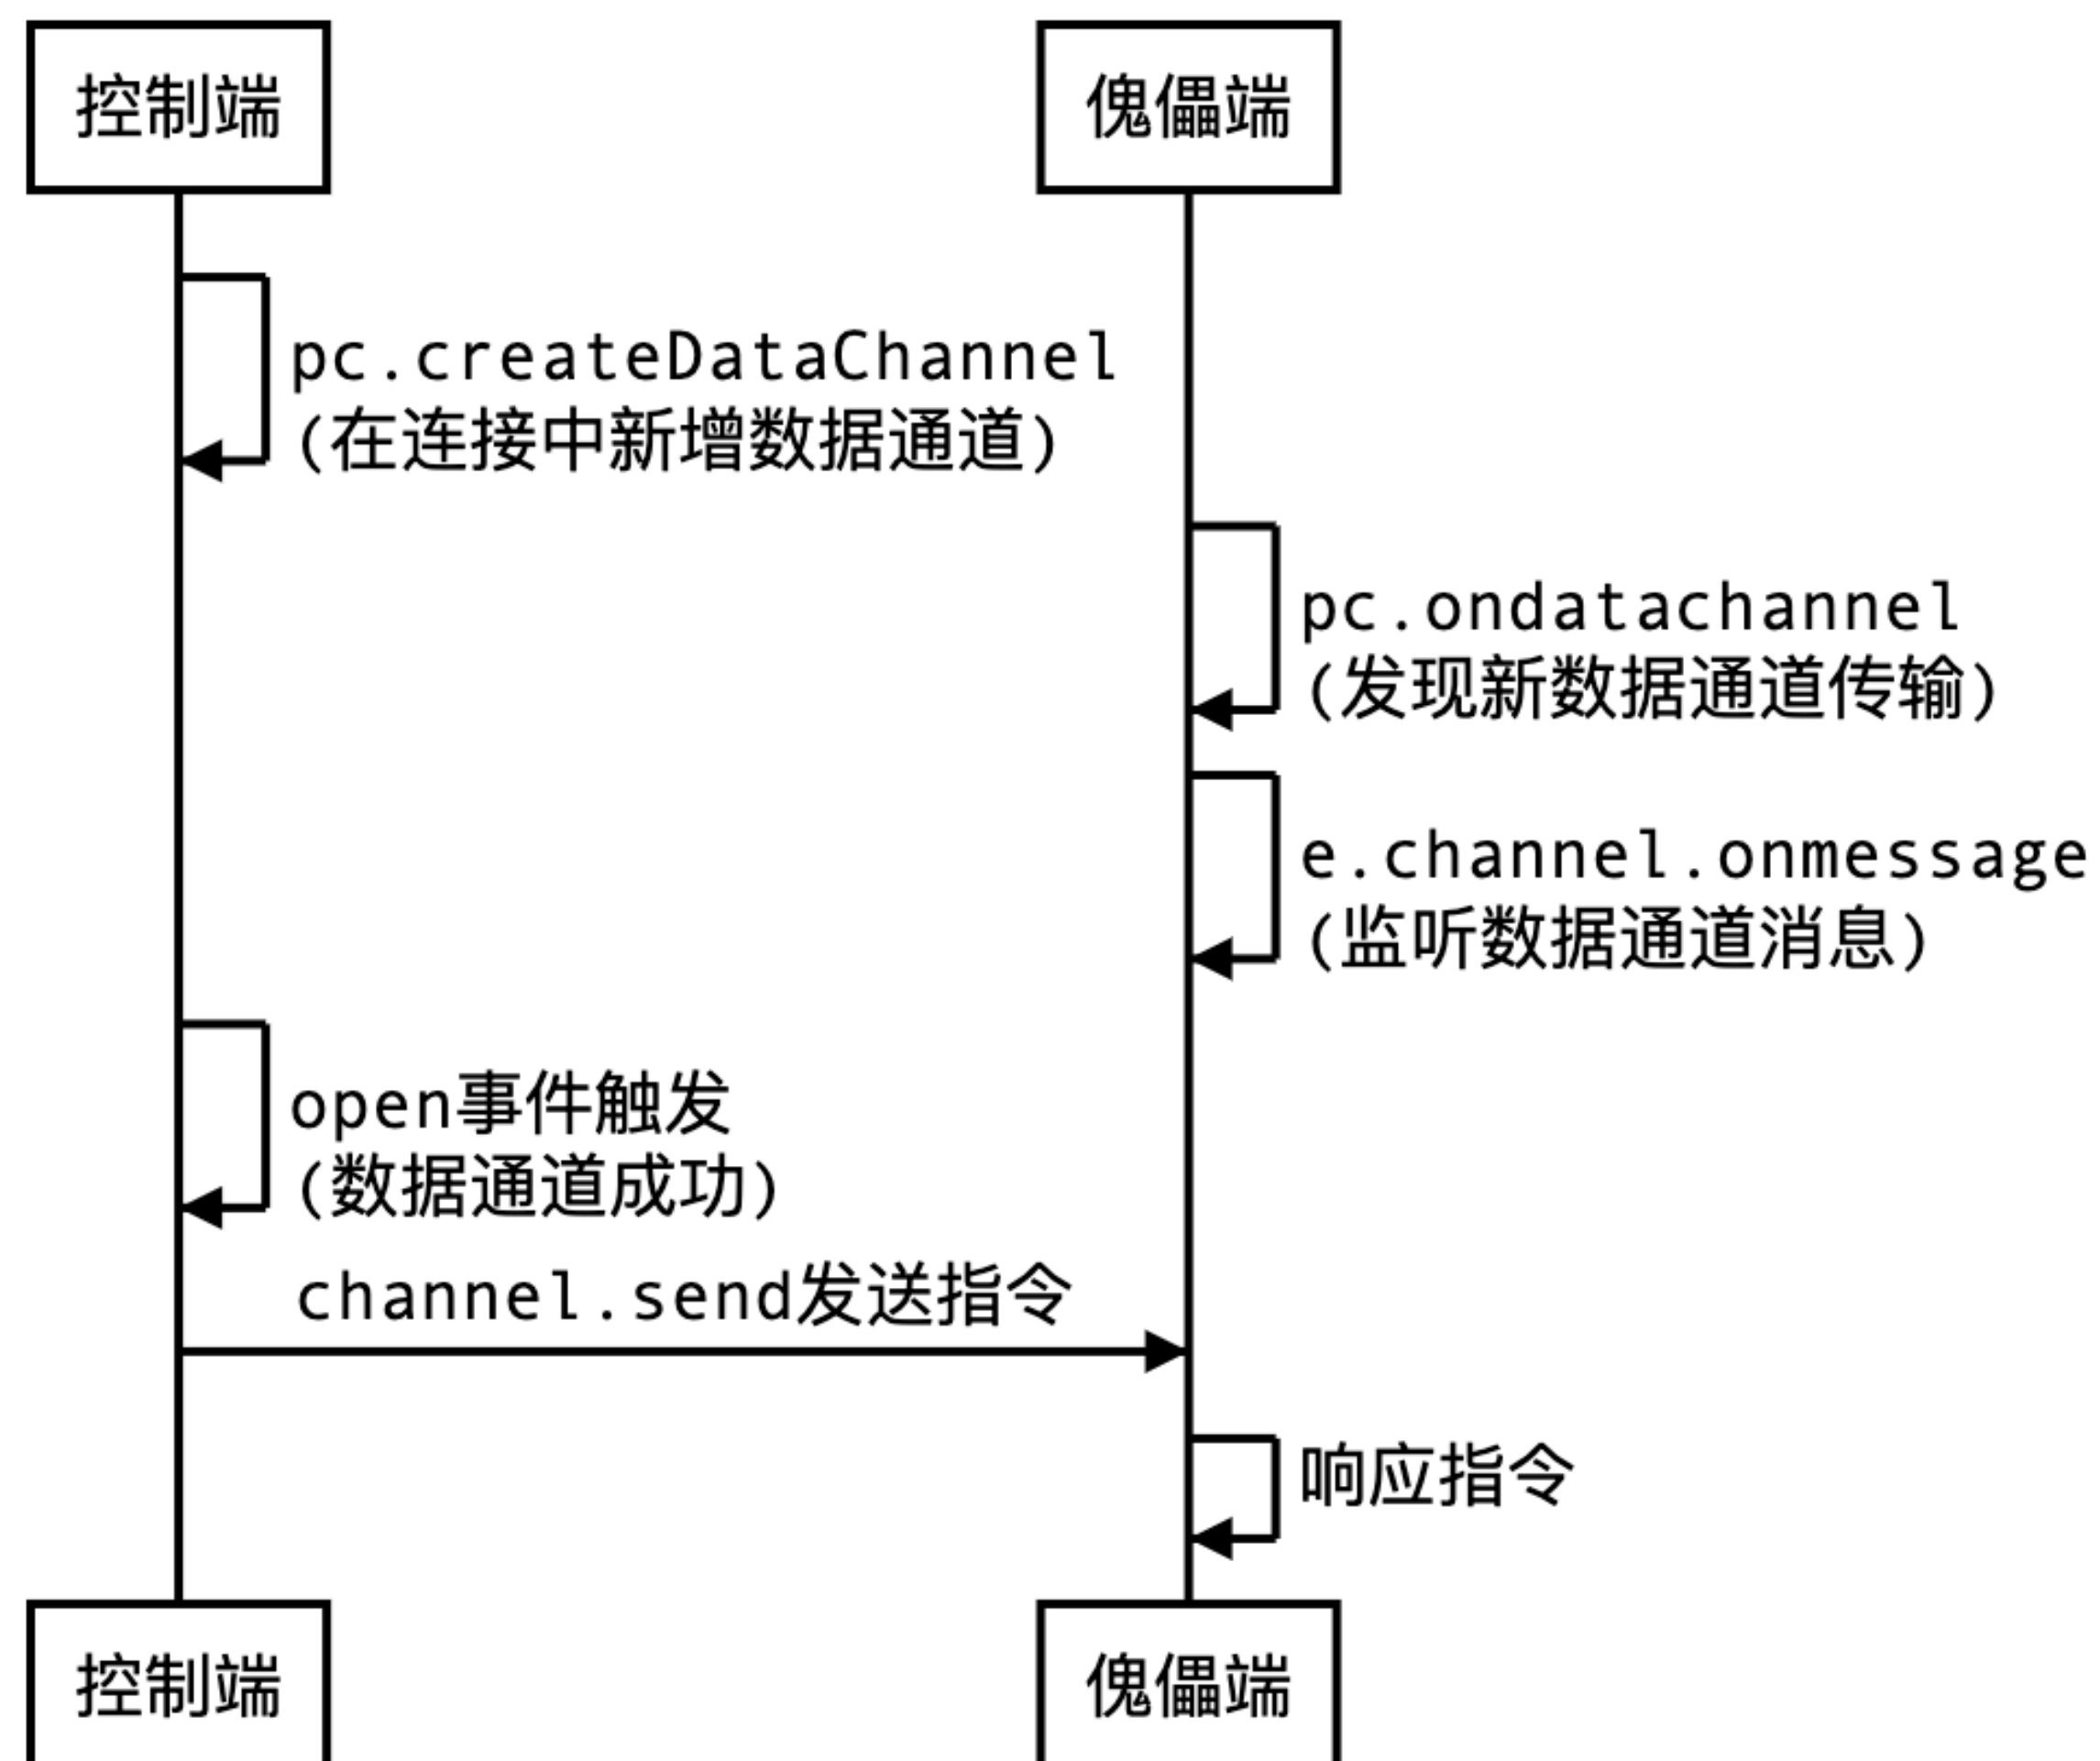 控制端
傀儡端
pc.createDataChannel
(在连接中新增数据通道)
pc.ondatachannel
(发现新数据通道传输)
e.channel.onmessage
(监听数据通道消息)
open事件触发
(数据通道成功)
channel.send发送指令
响应指令
控制端
傀儡端